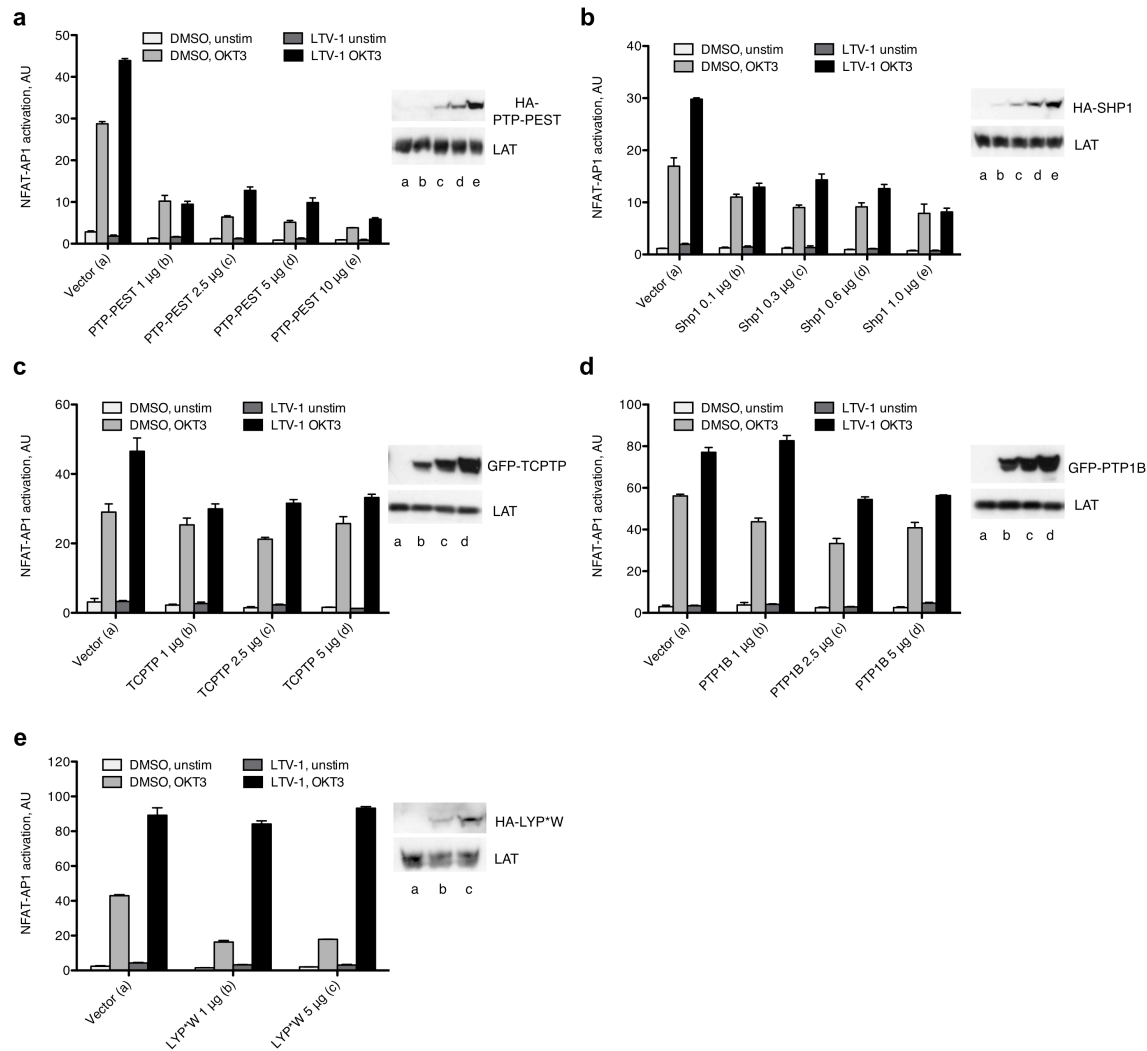 a
NFAT-AP1 activation, AU
50
40
30
20
10
0
DMSO, unstim
DMSO, OKT3
LTV-1 unstim
LTV-1 OKT3
Vector (a)
PTP-PEST 1 µg (b)
PTP-PEST 2.5 µg (c)
PTP-PEST 5 µg (d)
PTP-PEST 10 µg (e)
HA-
PTP-PEST
LAT
a b c d e
b
NFAT-AP1 activation, AU
40
30
20
10
0
DMSO, unstim
DMSO, OKT3
LTV-1 unstim
LTV-1 OKT3
Vector (a)
Shp1 0.1 µg (b)
Shp1 0.3 µg (c)
Shp1 0.6 µg (d)
Shp1 1.0 µg (e)
HA-SHP1
LAT
a b c d e
c
NFAT-AP1 activation, AU
60
40
20
0
DMSO, unstim
DMSO, OKT3
LTV-1 unstim
LTV-1 OKT3
Vector (a)
TCPTP 1 µg (b)
TCPTP 2.5 µg (c)
TCPTP 5 µg (d)
GFP-TCPTP
LAT
a b c d
d
NFAT-AP1 activation, AU
100
80
60
40
20
0
DMSO, unstim
DMSO, OKT3
LTV-1 unstim
LTV-1 OKT3
Vector (a)
PTP1B 1 µg (b)
PTP1B 2.5 µg (c)
PTP1B 5 µg (d)
GFP-PTP1B
LAT
a b c d
e
NFAT-AP1 activation, AU
120
100
80
60
40
20
0
DMSO, unstim
DMSO, OKT3
LTV-1, unstim
LTV-1, OKT3
Vector (a)
LYP*W 1 µg (b)
LYP*W 5 µg (c)
HA-LYP*W
LAT
a b c